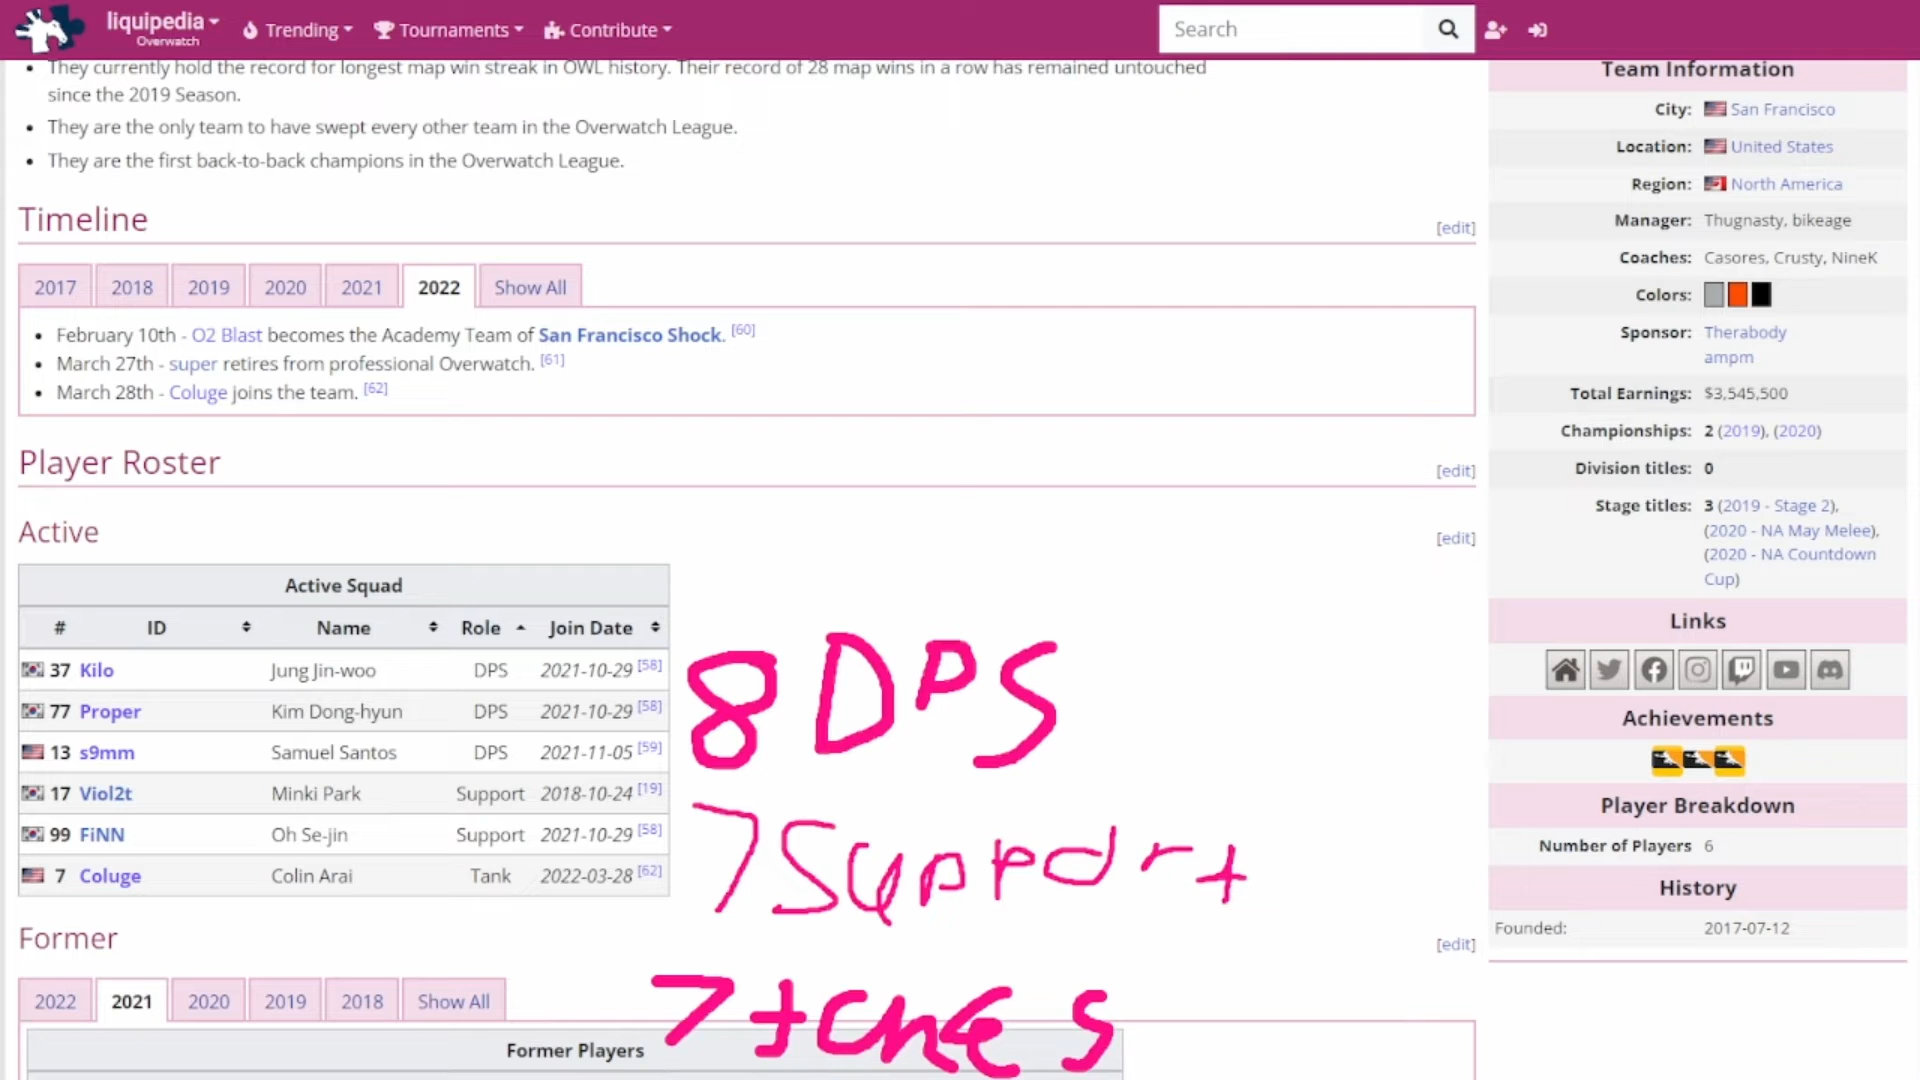 liquipedia
Overwatch
Trending
Tournaments
Contribute
Search
They currently hold the record for longest map win streak in OWL history. Their record of 28 map wins in a row has remained untouched
since the 2019 Season.
They are the only team to have swept every other team in the Overwatch League.
They are the first back-to-back champions in the Overwatch League.
Timeline [edit]
2017 2018 2019 2020 2021 2022 Show All
February 10th - O2 Blast becomes the Academy Team of San Francisco Shock. [60]
March 27th - super retires from professional Overwatch. [61]
March 28th - Coluge joins the team. [62]
Player Roster [edit]
Active [edit]
Active Squad
# ID Name Role Join Date
37 Kilo Jung Jin-woo DPS 2021-10-29 [58]
77 Proper Kim Dong-hyun DPS 2021-10-29 [58]
13 s9mm Samuel Santos DPS 2021-11-05 [59]
17 Viol2t Minki Park Support 2018-10-24 [19]
99 FiNN Oh Se-jin Support 2021-10-29 [58]
7 Coluge Colin Arai Tank 2022-03-28 [62]
8 DPS
7 Support
Former [edit]
2022 2021 2020 2019 2018 Show All
7
Former Players
Team Information
City: San Francisco
Location: United States
Region: North America
Manager: Thugnasty, bikeage
Coaches: Casores, Crusty, NineK
Colors:
Sponsor: Therabody
ampm
Total Earnings: $3,545,500
Championships: 2 (2019), (2020)
Division titles: 0
Stage titles: 3 (2019 - Stage 2),
(2020 - NA May Melee),
(2020 - NA Countdown
Cup)
Links
Achievements
Player Breakdown
Number of Players 6
History
Founded: 2017-07-12